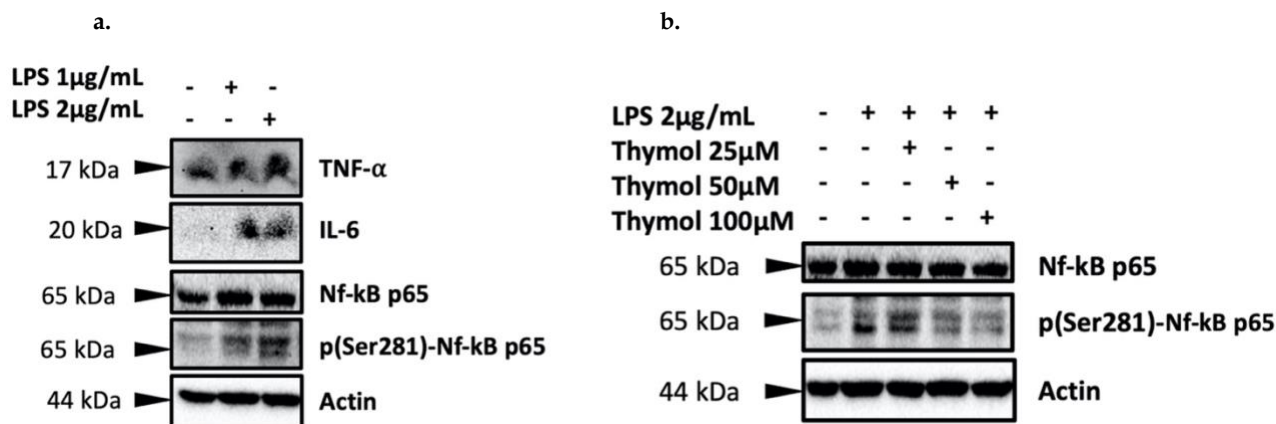 a.
LPS 1µg/mL - + -
LPS 2µg/mL - - +
17 kDa TNF-α
20 kDa IL-6
65 kDa Nf-kB p65
65 kDa p(Ser281)-Nf-kB p65
44 kDa Actin
b.
LPS 2µg/mL - + + + +
Thymol 25µM - - + - -
Thymol 50µM - - - + -
Thymol 100µM - - - - +
65 kDa Nf-kB p65
65 kDa p(Ser281)-Nf-kB p65
44 kDa Actin